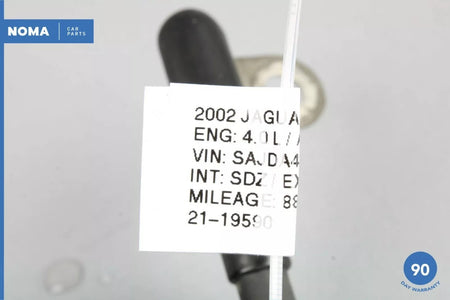 NOMA CAR
PARTS
2002 JAGUA
ENG: 4.0 L /
VIN: SAJDA4
INT: SDZ EX
MILEAGE: 88
21-19590
90
DAY WARRANTY